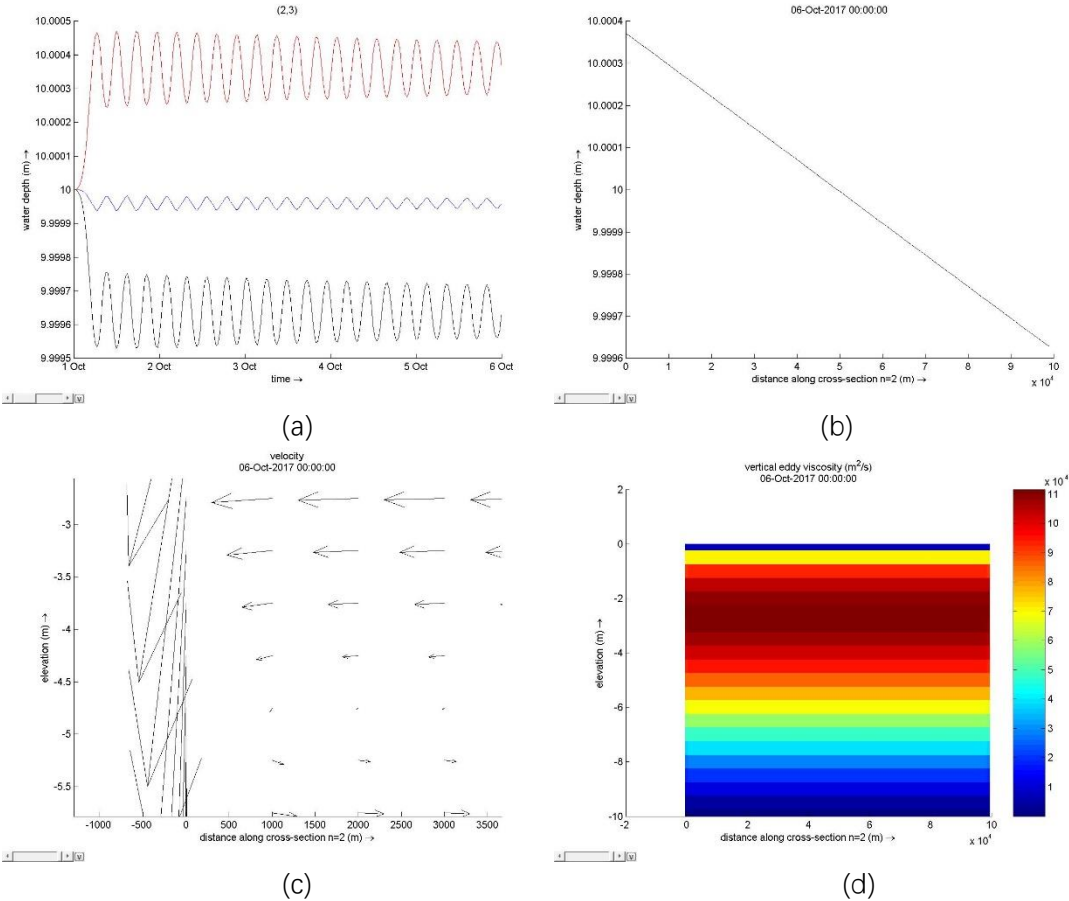 (2,3)
10.0005
10.0004
10.0003
10.0002
10.0001
10
9.9999
9.9998
9.9997
9.9996
9.9995
water depth (m) →
1 Oct 2 Oct 3 Oct 4 Oct 5 Oct 6 Oct
time →
(a)
06-Oct-2017 00:00:00
10.0004
10.0003
10.0002
10.0001
10
9.9999
9.9998
9.9997
9.9996
water depth (m) →
0 1 2 3 4 5 6 7 8 9 10
distance along cross-section n=2 (m) →
x 10⁴
(b)
velocity
06-Oct-2017 00:00:00
-3
-3.5
-4
-4.5
-5
-5.5
elevation (m) →
-1000 -500 0 500 1000 1500 2000 2500 3000 3500
distance along cross-section n=2 (m) →
(c)
vertical eddy viscosity (m²/s)
06-Oct-2017 00:00:00
2
0
-2
-4
-6
-8
-10
elevation (m) →
-2 0 2 4 6 8 10
distance along cross-section n=2 (m) →
x 10⁴
x 10⁴
11
10
9
8
7
6
5
4
3
2
1
(d)